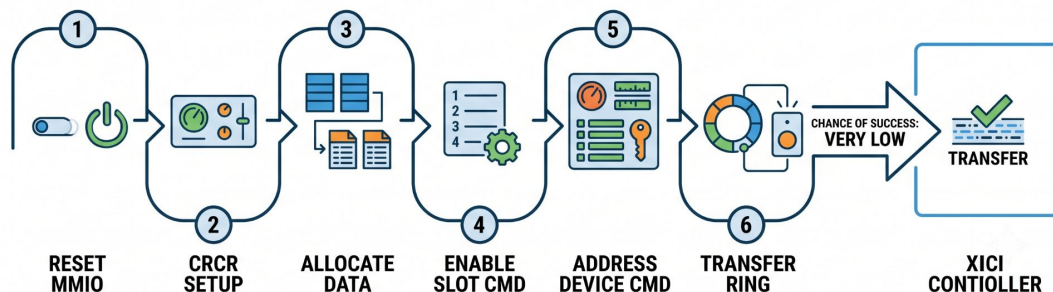 1
3
5
1
2
3
4
CHANCE OF SUCCESS:
VERY LOW
TRANSFER
2
4
6
RESET
MMIO
CRCR
SETUP
ALLOCATE
DATA
ENABLE
SLOT CMD
ADDRESS
DEVICE CMD
TRANSFER
RING
XICI
CONTIOLLER